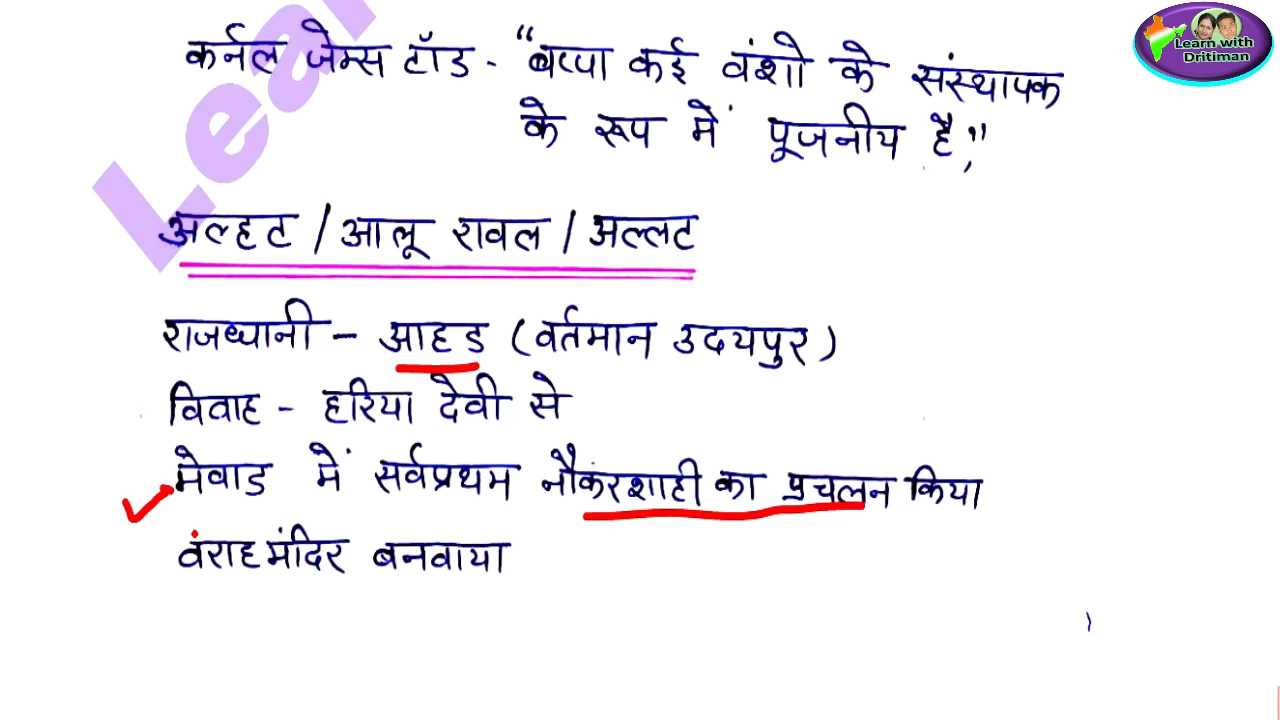 कर्नल जेम्स टॉड - "बप्पा कई वंशो के संस्थापक
के रूप में पूजनीय है,"
अल्हट / आलू रावल / अल्लट
राजधानी - आहड (वर्तमान उदयपुर)
विवाह - हरिया देवी से
मेवाड में सर्वप्रथम नौकरशाही का प्रचलन किया
वंराह मंदिर बनवाया
Lear
Learn with
Dritiman